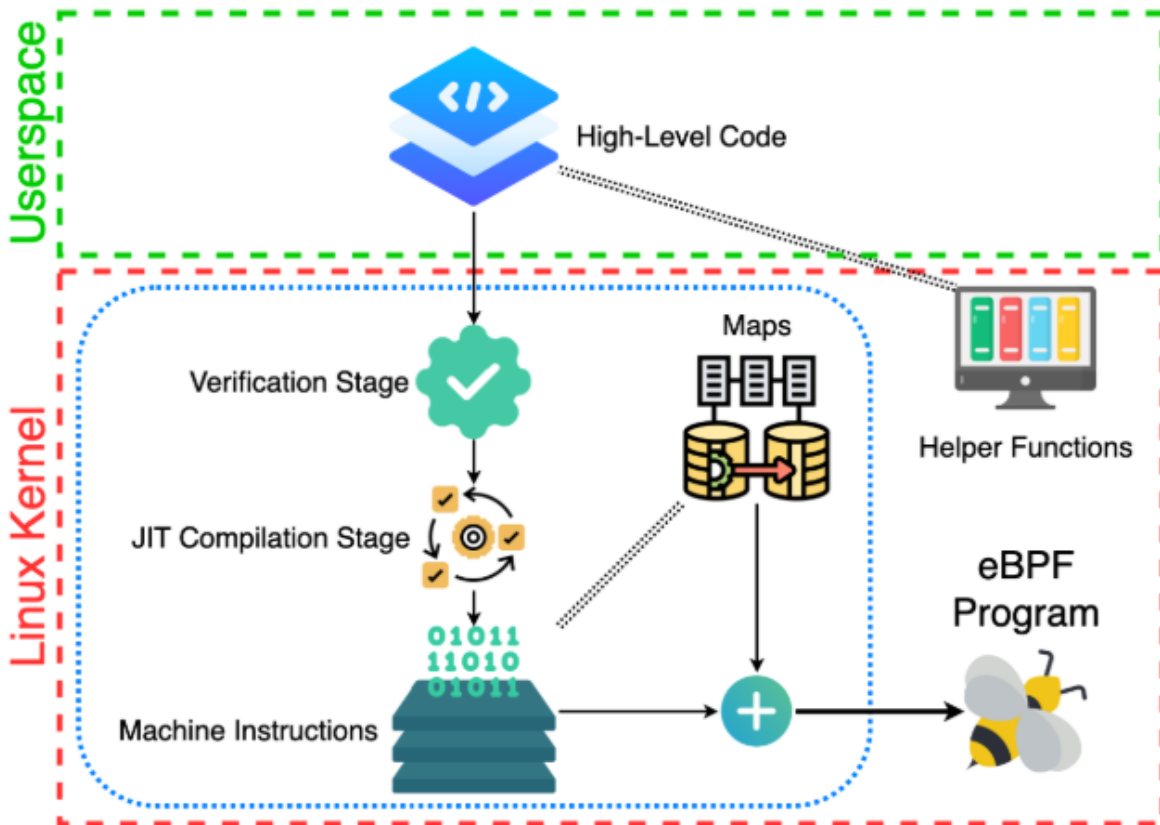 Userspace
</>
High-Level Code
Linux Kernel
Maps
Verification Stage
Helper Functions
JIT Compilation Stage
eBPF
Program
01011
11010
01011
Machine Instructions